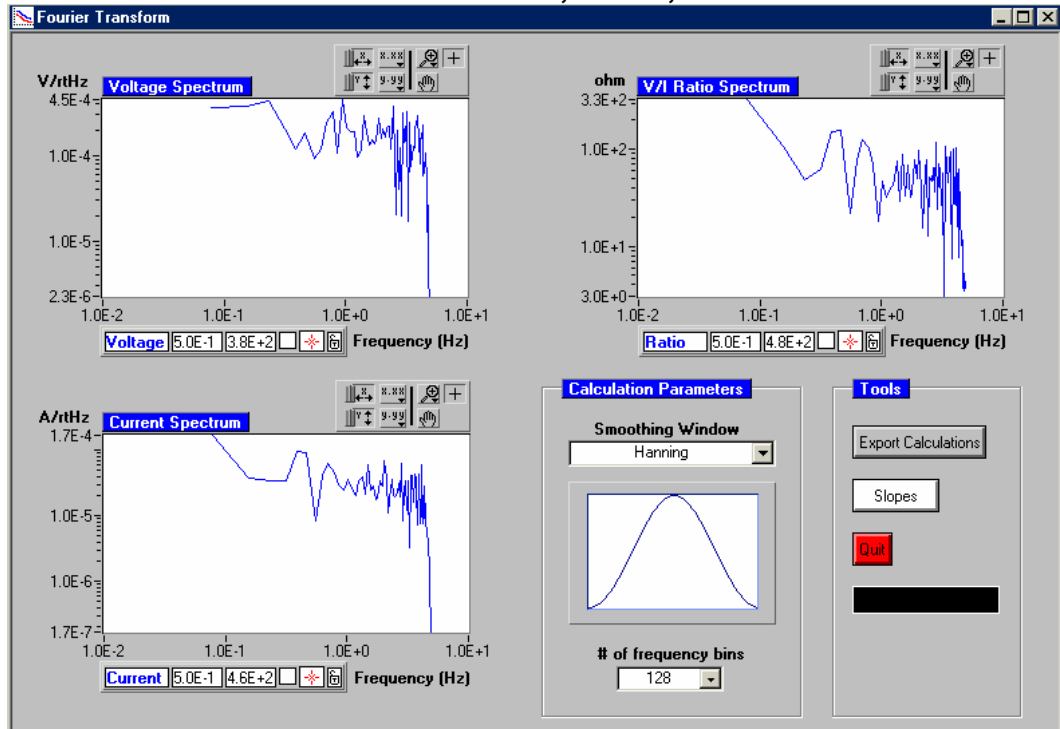 Fourier Transform
V/rtHz
Voltage Spectrum
X.XX
Y.YY
4.5E-4
1.0E-4
1.0E-5
2.3E-6
1.0E-2 1.0E-1 1.0E+0 1.0E+1
Voltage 5.0E-1 3.8E+2 Frequency (Hz)
ohm
V/I Ratio Spectrum
X.XX
Y.YY
3.3E+2
1.0E+2
1.0E+1
3.0E+0
1.0E-2 1.0E-1 1.0E+0 1.0E+1
Ratio 5.0E-1 4.8E+2 Frequency (Hz)
A/rtHz
Current Spectrum
X.XX
Y.YY
1.7E-4
1.0E-5
1.0E-6
1.7E-7
1.0E-2 1.0E-1 1.0E+0 1.0E+1
Current 5.0E-1 4.6E+2 Frequency (Hz)
Calculation Parameters
Smoothing Window
Hanning
# of frequency bins
128
Tools
Export Calculations
Slopes
Quit